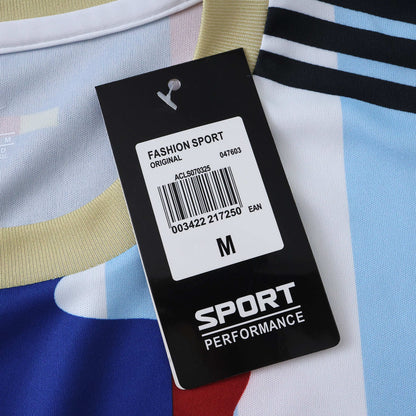 FASHION SPORT
ORIGINAL 047603
ACLS070325
003422 217250 EAN
M
SPORT
PERFORMANCE